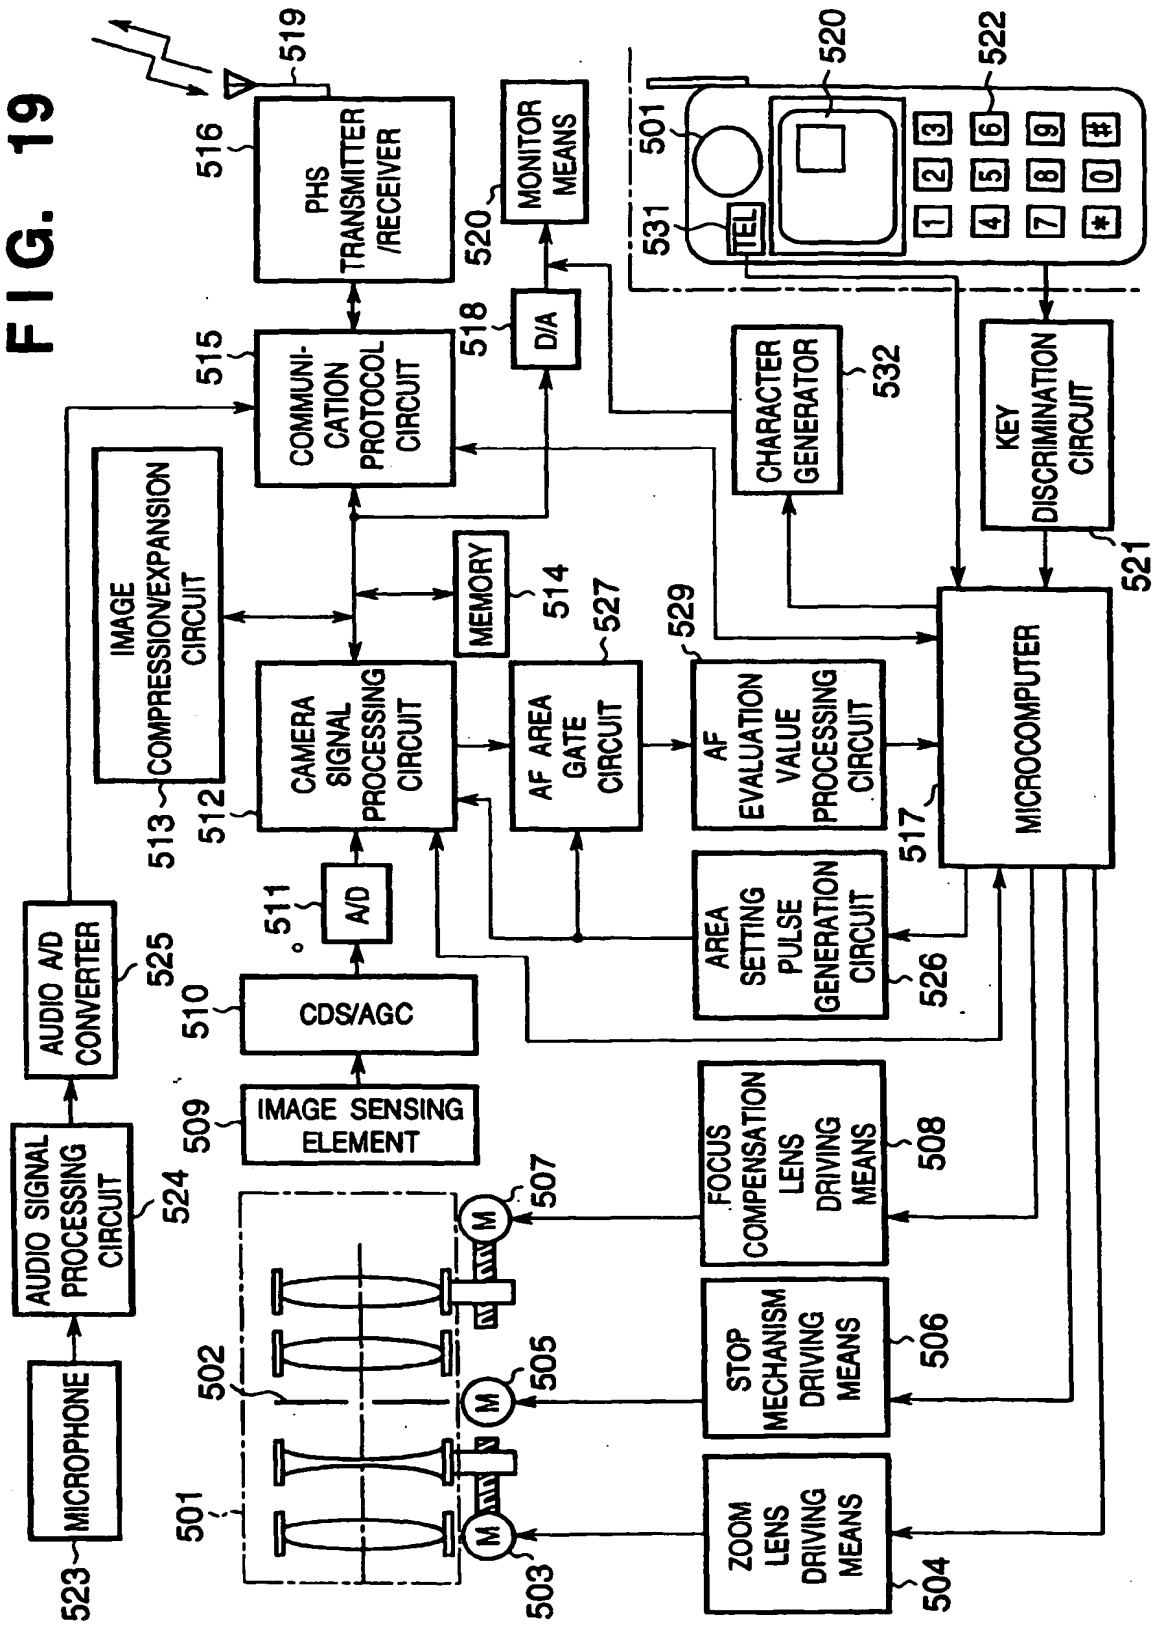 FIG. 19
523
MICROPHONE
AUDIO SIGNAL
PROCESSING
CIRCUIT
524
AUDIO A/D
CONVERTER
525
501
502
503
M
505
M
507
M
509
IMAGE SENSING
ELEMENT
510
CDS/AGC
511
A/D
512
CAMERA
SIGNAL
PROCESSING
CIRCUIT
513
IMAGE
COMPRESSION/EXPANSION
CIRCUIT
MEMORY
514
515
COMMUNI-
CATION
PROTOCOL
CIRCUIT
516
PHS
TRANSMITTER
/RECEIVER
519
518
D/A
520
MONITOR
MEANS
AF AREA
GATE
CIRCUIT
527
529
AF
EVALUATION
VALUE
PROCESSING
CIRCUIT
AREA
SETTING
PULSE
GENERATION
CIRCUIT
526
CHARACTER
GENERATOR
532
ZOOM
LENS
DRIVING
MEANS
504
STOP
MECHANISM
DRIVING
MEANS
506
FOCUS
COMPENSATION
LENS
DRIVING
MEANS
508
517
MICROCOMPUTER
KEY
DISCRIMINATION
CIRCUIT
521
531
501
520
522
TEL
1 2 3
4 5 6
7 8 9
* 0 #